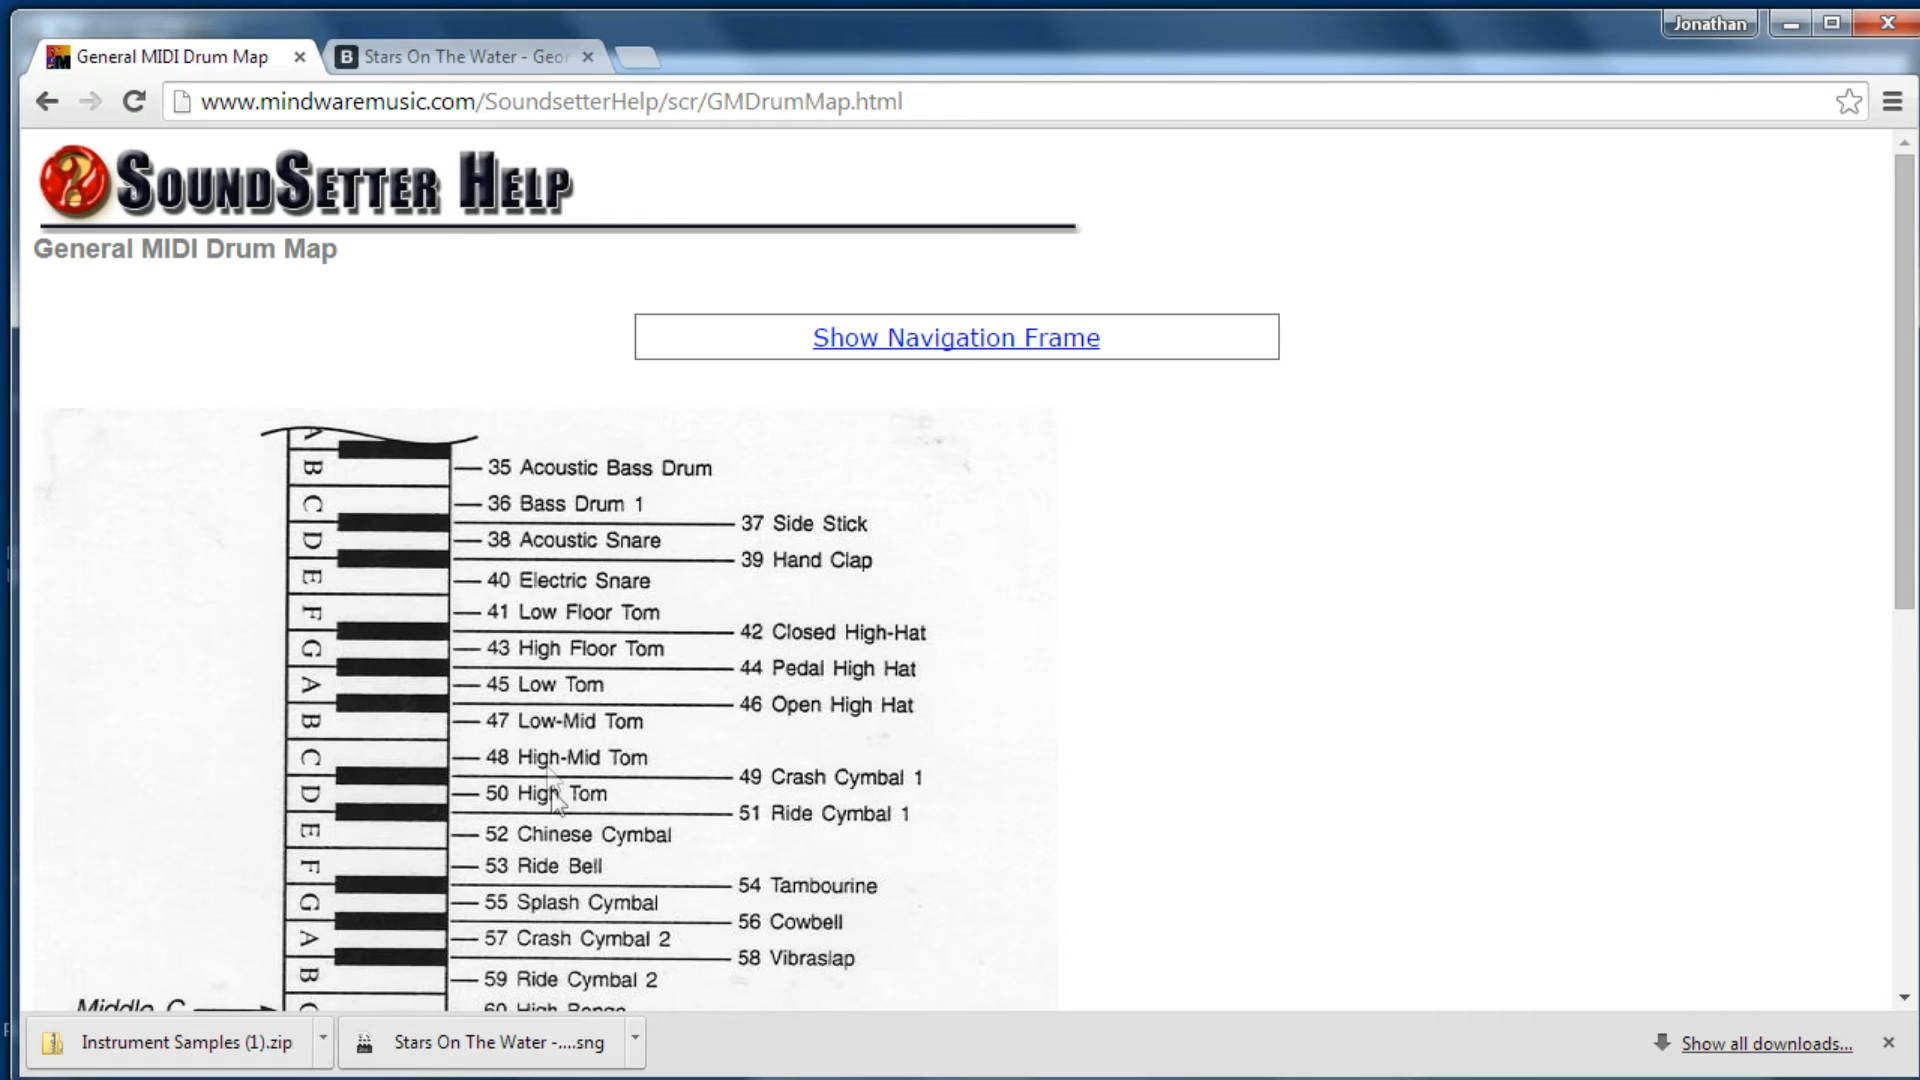 Jonathan
General MIDI Drum Map
B Stars On The Water - Geor
www.mindwaremusic.com/SoundsetterHelp/scr/GMDrumMap.html
? SoundSetter Help
General MIDI Drum Map
Show Navigation Frame
A
B 35 Acoustic Bass Drum
C 36 Bass Drum 1
37 Side Stick
D 38 Acoustic Snare
39 Hand Clap
E 40 Electric Snare
F 41 Low Floor Tom
42 Closed High-Hat
G 43 High Floor Tom
44 Pedal High Hat
A 45 Low Tom
46 Open High Hat
B 47 Low-Mid Tom
C 48 High-Mid Tom
49 Crash Cymbal 1
D 50 High Tom
51 Ride Cymbal 1
E 52 Chinese Cymbal
F 53 Ride Bell
54 Tambourine
G 55 Splash Cymbal
56 Cowbell
A 57 Crash Cymbal 2
58 Vibraslap
B 59 Ride Cymbal 2
Middle C C 60 High Bongo
Instrument Samples (1).zip
Stars On The Water -....sng
Show all downloads...